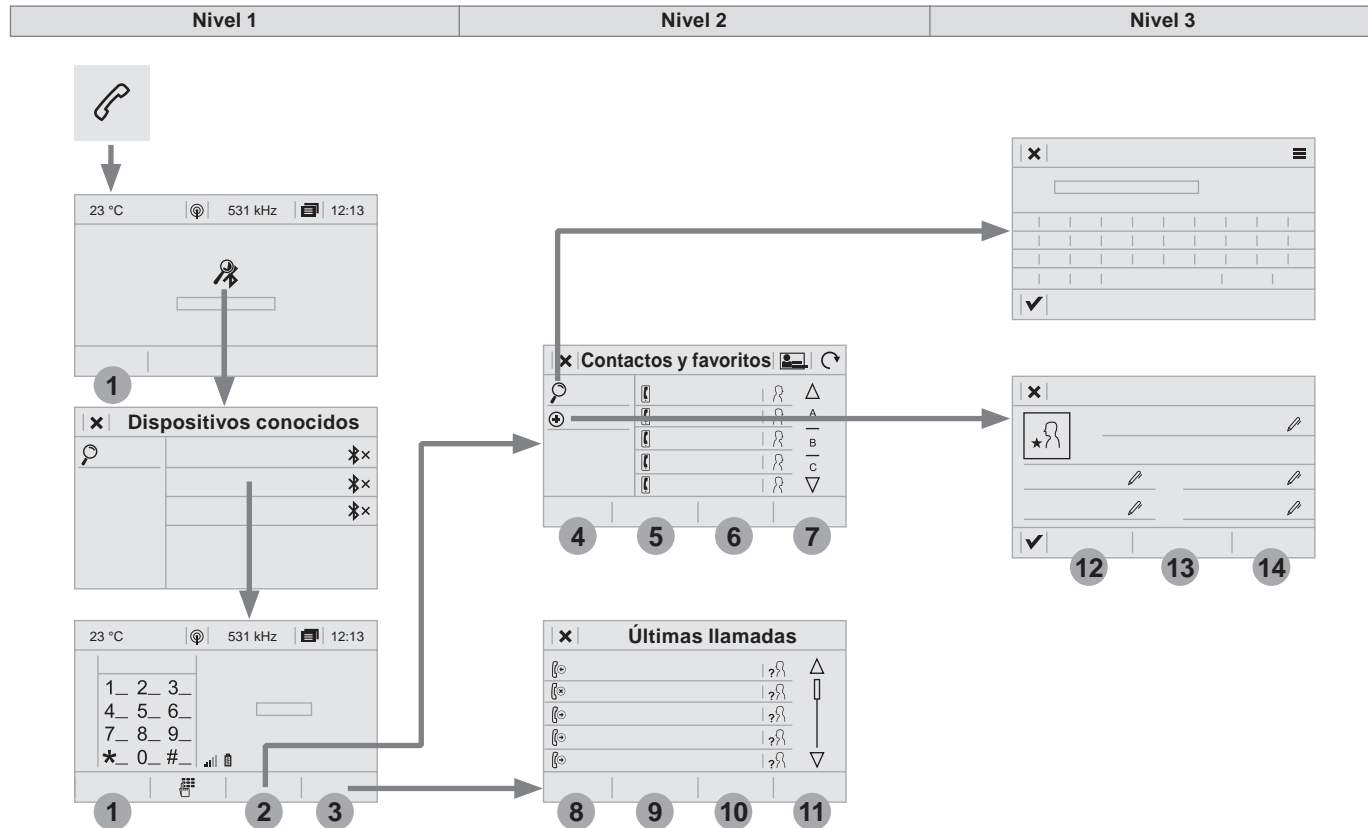 Nivel 1
Nivel 2
Nivel 3
23 °C 531 kHz 12:13
1
Dispositivos conocidos
23 °C 531 kHz 12:13
1_ 2_ 3_
4_ 5_ 6_
7_ 8_ 9_
*_ 0_ #_
1 2 3
Contactos y favoritos
A
B
C
4 5 6 7
Últimas llamadas
?
?
?
?
?
8 9 10 11
12 13 14